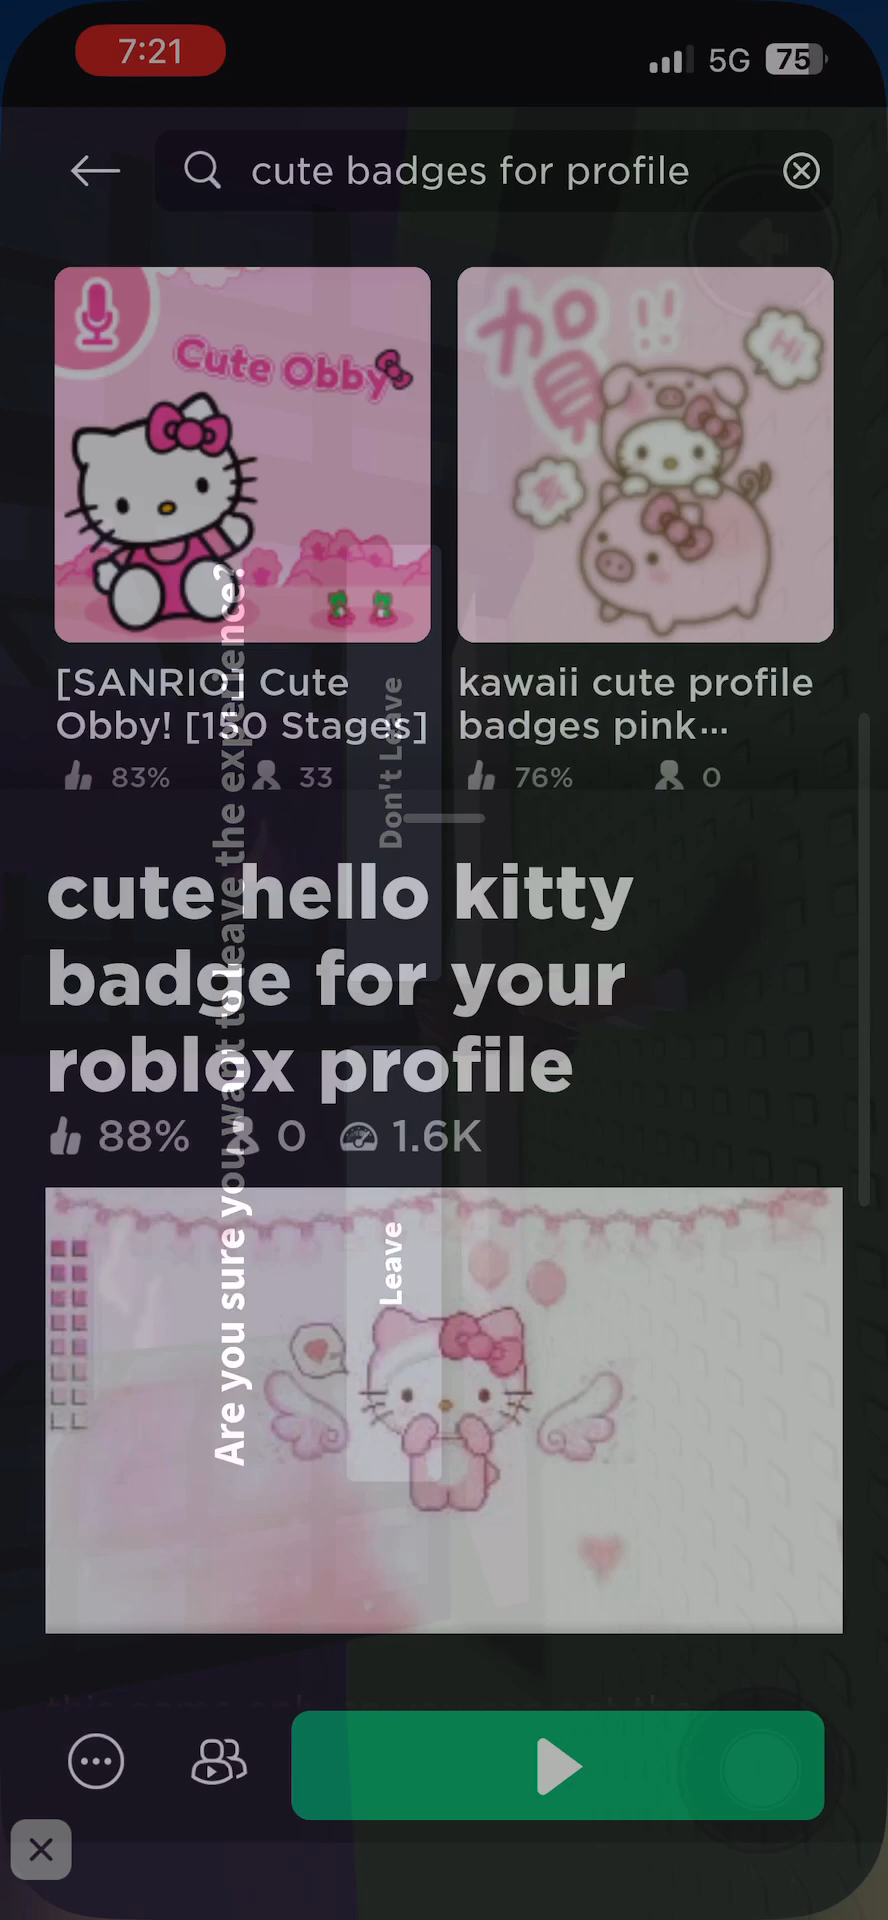 7:21
5G 75
cute badges for profile
Cute Obby
賀!!
Hi
[SANRIO] Cute
Obby! [150 Stages]
83% 33
kawaii cute profile
badges pink...
76% 0
cute hello kitty
badge for your
roblox profile
88% 0 1.6K
Are you sure you want to leave the experience?
Don't Leave
Leave